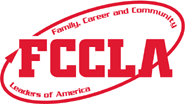 Family, Career and Community
FCCLA
Leaders of America